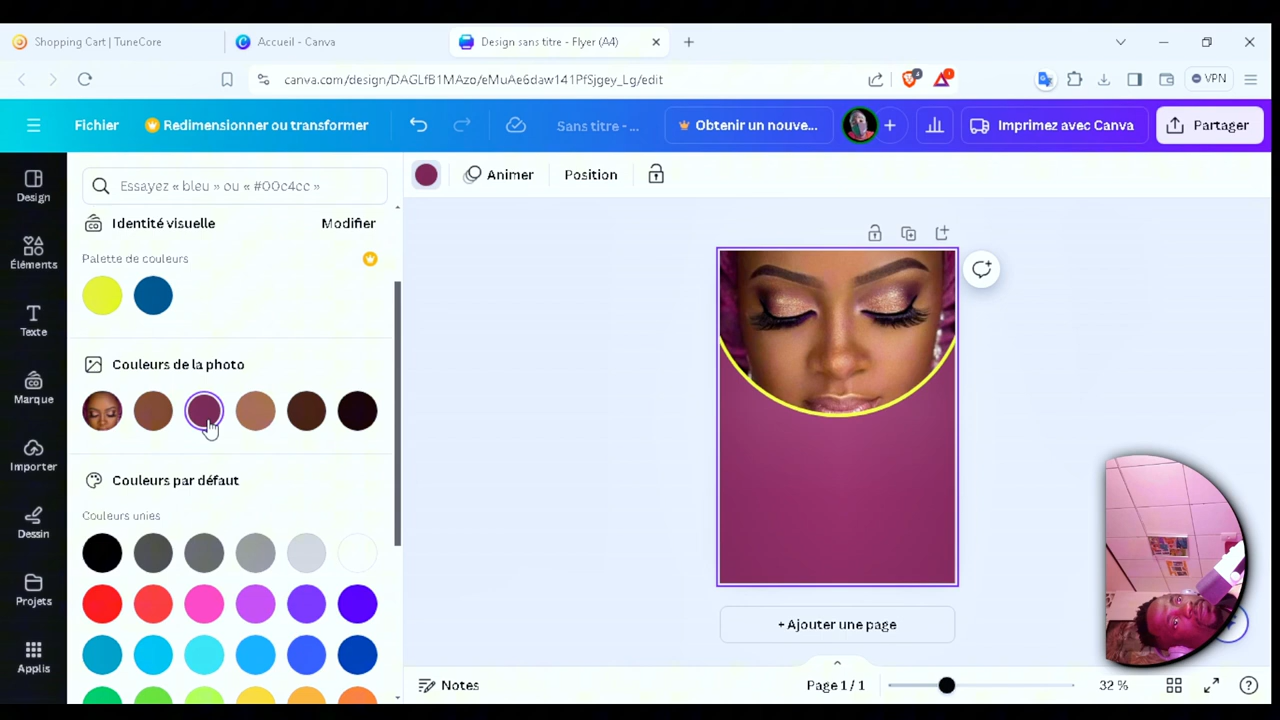 Shopping Cart | TuneCore
Accueil - Canva
Design sans titre - Flyer (A4)
canva.com/design/DAGLfB1MAzo/eMuAe6daw141PfSjgey_Lg/edit
VPN
Fichier
Redimensionner ou transformer
Sans titre - ...
Obtenir un nouve...
Imprimez avec Canva
Partager
Design
Éléments
Texte
Marque
Importer
Dessin
Projets
Applis
Essayez « bleu » ou « #00c4cc »
Identité visuelle
Modifier
Palette de couleurs
Couleurs de la photo
Couleurs par défaut
Couleurs unies
Animer
Position
+ Ajouter une page
Notes
Page 1 / 1
32 %